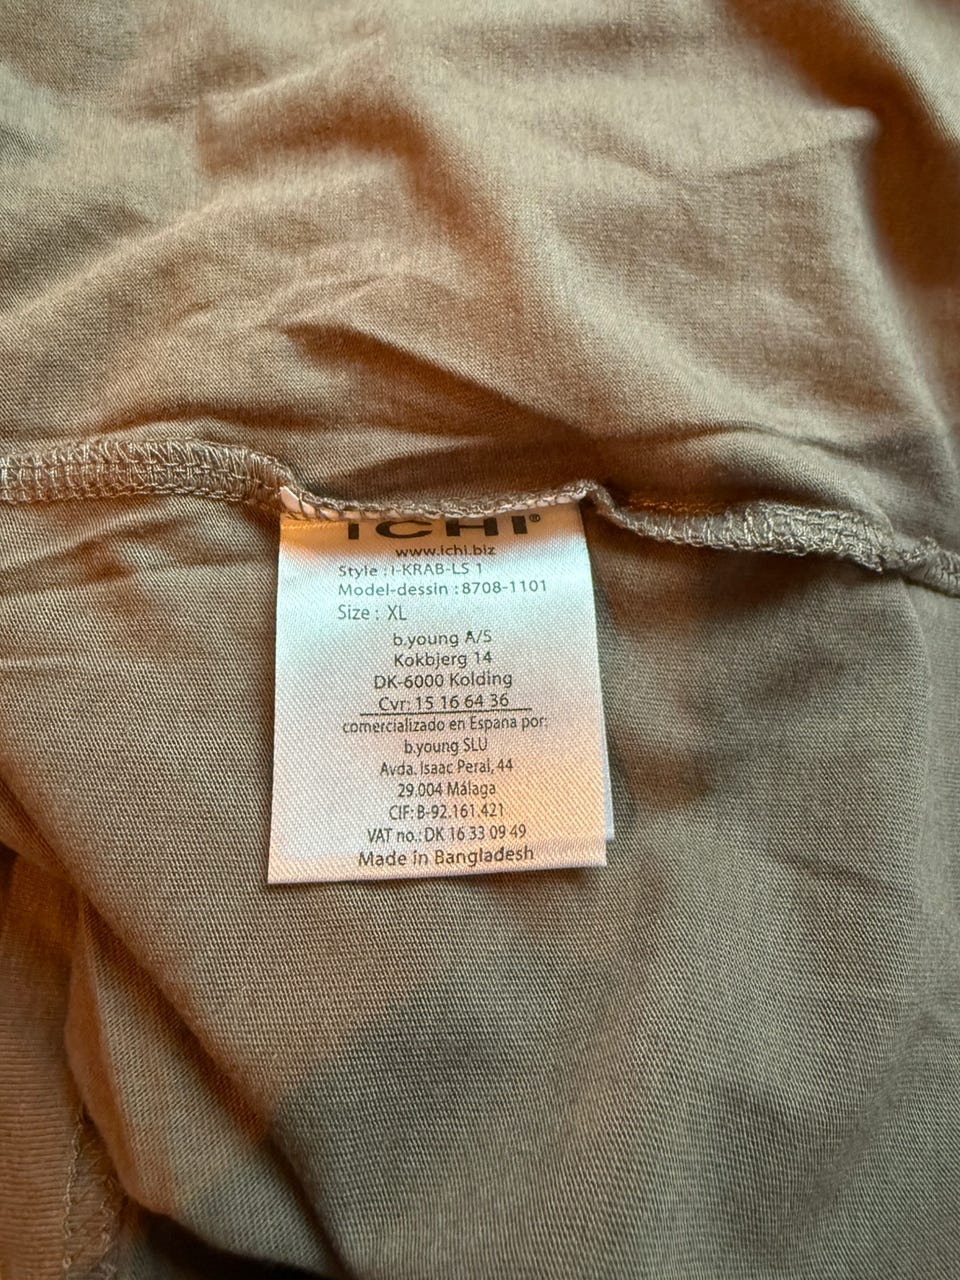 ICHI®
www.ichi.biz
Style : I-KRAB-LS 1
Model-dessin : 8708-1101
Size : XL
b.young A/S
Kokbjerg 14
DK-6000 Kolding
Cvr: 15 16 64 36
comercializado en Espana por:
b.young SLU
Avda. Isaac Peral, 44
29.004 Málaga
CIF: B-92.161.421
VAT no.: DK 16 33 09 49
Made in Bangladesh